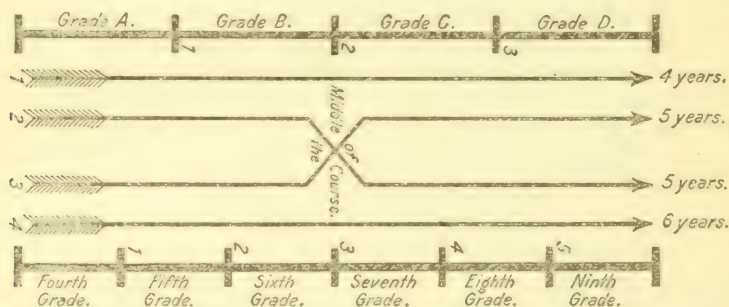 Grade A. Grade B. Grade C. Grade D.
1 2 3
1 4 years.
2 5 years.
Middle of
the Course.
3 5 years.
4 6 years.
1 2 3 4 5
Fourth Grade. Fifth Grade. Sixth Grade. Seventh Grade. Eighth Grade. Ninth Grade.